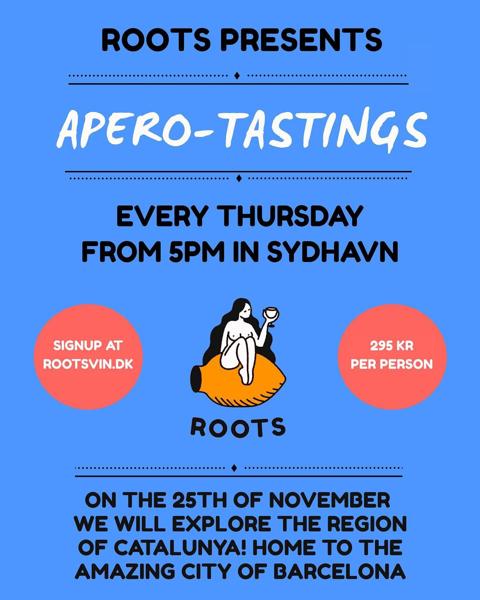 ROOTS PRESENTS
APERO-TASTINGS
EVERY THURSDAY
FROM 5PM IN SYDHAVN
SIGNUP AT
ROOTSVIN.DK
295 KR
PER PERSON
ROOTS
ON THE 25TH OF NOVEMBER
WE WILL EXPLORE THE REGION
OF CATALUNYA! HOME TO THE
AMAZING CITY OF BARCELONA